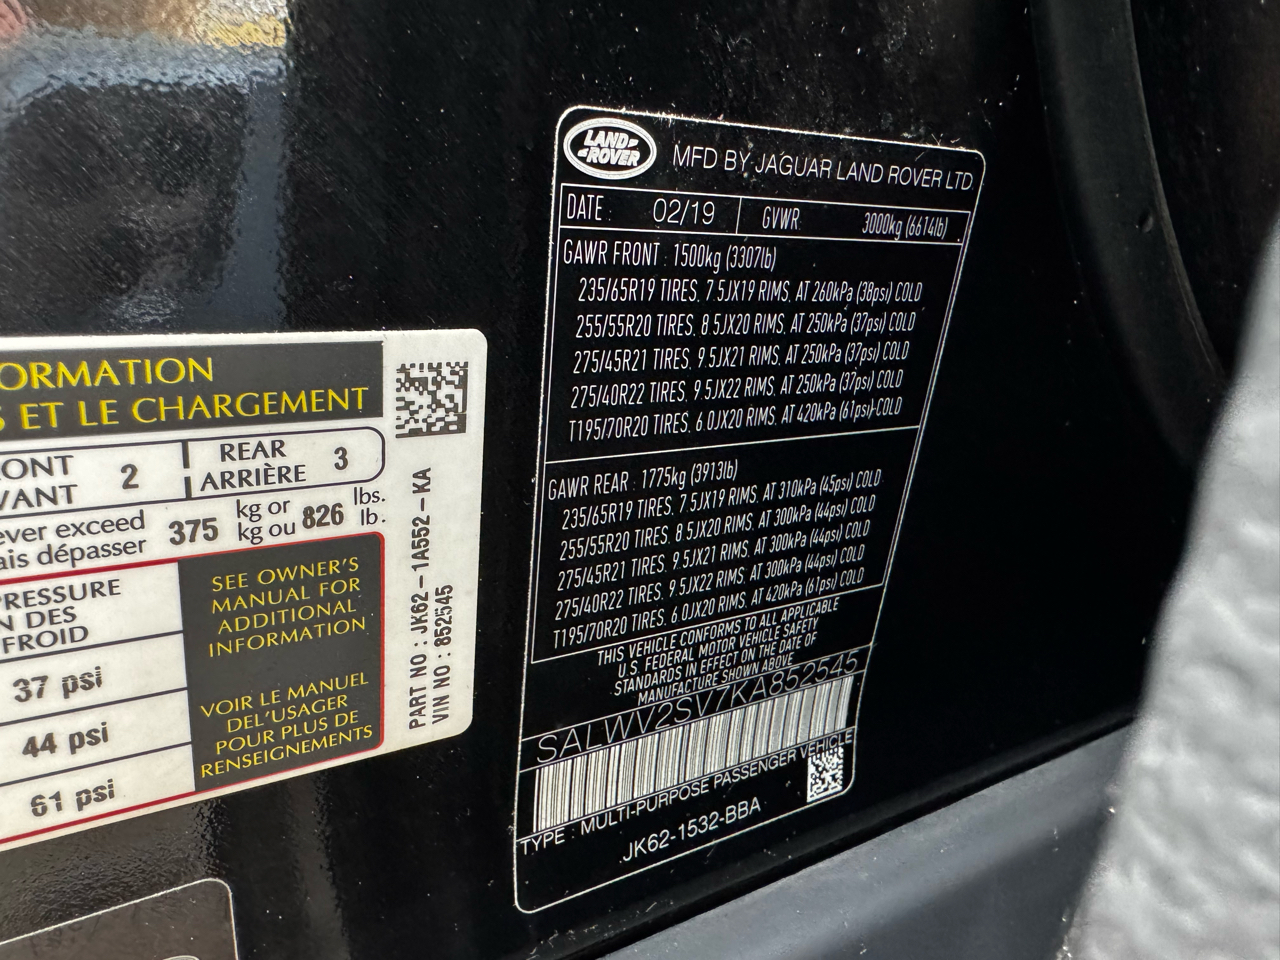 ORMATION
S ET LE CHARGEMENT
ONT
VANT 2
REAR
ARRIÈRE 3
ever exceed
ais dépasser 375 kg or
kg ou 826 lbs.
lb.
PRESSURE
N DES
FROID
37 psi
44 psi
61 psi
SEE OWNER'S
MANUAL FOR
ADDITIONAL
INFORMATION
VOIR LE MANUEL
DEL'USAGER
POUR PLUS DE
RENSEIGNEMENTS
PART NO : JK62-1A552-KA
VIN NO : 852545
LAND
ROVER
MFD BY JAGUAR LAND ROVER LTD
DATE : 02/19 GVWR 3000kg (6614lb)
GAWR FRONT : 1500kg (3307lb)
235/65R19 TIRES, 7.5JX19 RIMS, AT 260kPa (38psi) COLD
255/55R20 TIRES, 8.5JX20 RIMS, AT 250kPa (37psi) COLD
275/45R21 TIRES, 9.5JX21 RIMS, AT 250kPa (37psi) COLD
275/40R22 TIRES, 9.5JX22 RIMS, AT 250kPa (37psi) COLD
T195/70R20 TIRES, 6.0JX20 RIMS, AT 420kPa (61psi) COLD
GAWR REAR : 1775kg (3913lb)
235/65R19 TIRES, 7.5JX19 RIMS, AT 310kPa (45psi) COLD
255/55R20 TIRES, 8.5JX20 RIMS, AT 300kPa (44psi) COLD
275/45R21 TIRES, 9.5JX21 RIMS, AT 300kPa (44psi) COLD
275/40R22 TIRES, 9.5JX22 RIMS, AT 300kPa (44psi) COLD
T195/70R20 TIRES, 6.0JX20 RIMS, AT 420kPa (61psi) COLD
THIS VEHICLE CONFORMS TO ALL APPLICABLE
U.S. FEDERAL MOTOR VEHICLE SAFETY
STANDARDS IN EFFECT ON THE DATE OF
MANUFACTURE SHOWN ABOVE
SALWV2SV7KA852545
TYPE : MULTI-PURPOSE PASSENGER VEHICLE
JK62-1532-BBA